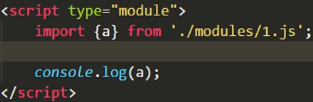 <script type="module">
import {a} from './modules/1.js';
console.log(a);
</script>